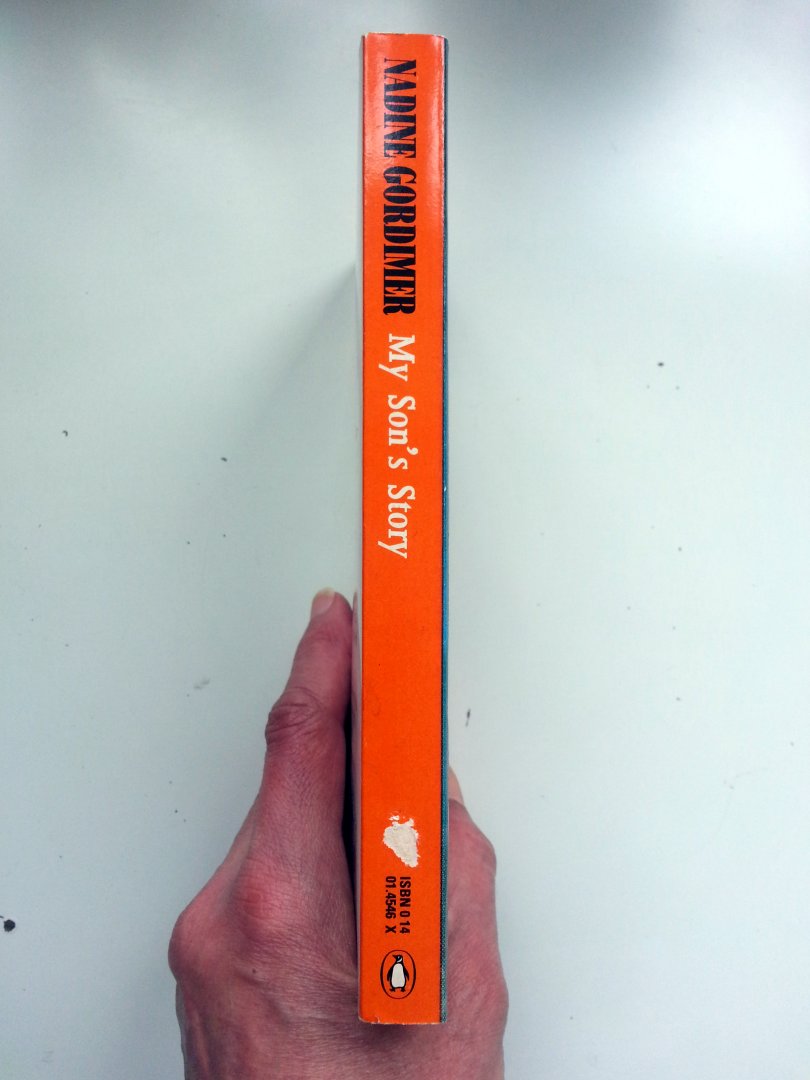 NADINE GORDIMER My Son's Story
ISBN 0 14
01.4546 X